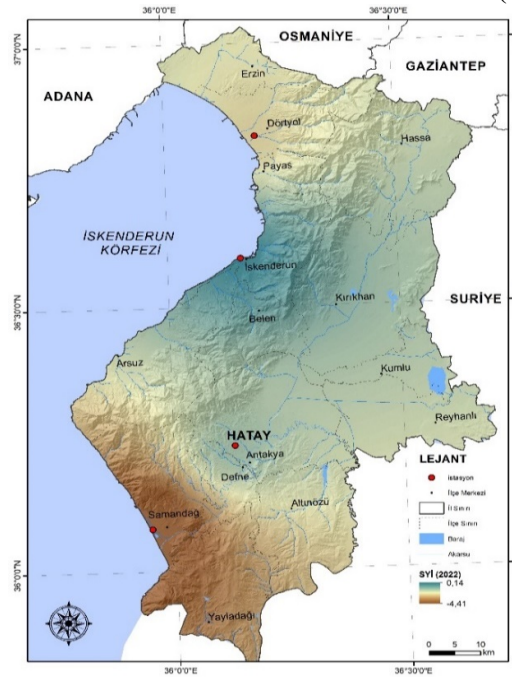 36°0'0"E
36°30'0"E
37°0'0"N
OSMANİYE
GAZİANTEP
ADANA
Erzin
Dörtyol
Hassa
Payas
İSKENDERUN
KÖRFEZİ
İskenderun
Kırıkhan
SURİYE
36°30'0"N
Belen
Arsuz
Kumlu
Reyhanlı
HATAY
Antakya
Defne
Altınözü
Samandağ
36°0'0"N
Yayladağı
LEJANT
İstasyon
İlçe Merkezi
İl Sınırı
İlçe Sınırı
Baraj
Akarsu
SYİ (2022)
0,14
-4,41
0 5 10
km
36°0'0"E
36°30'0"E